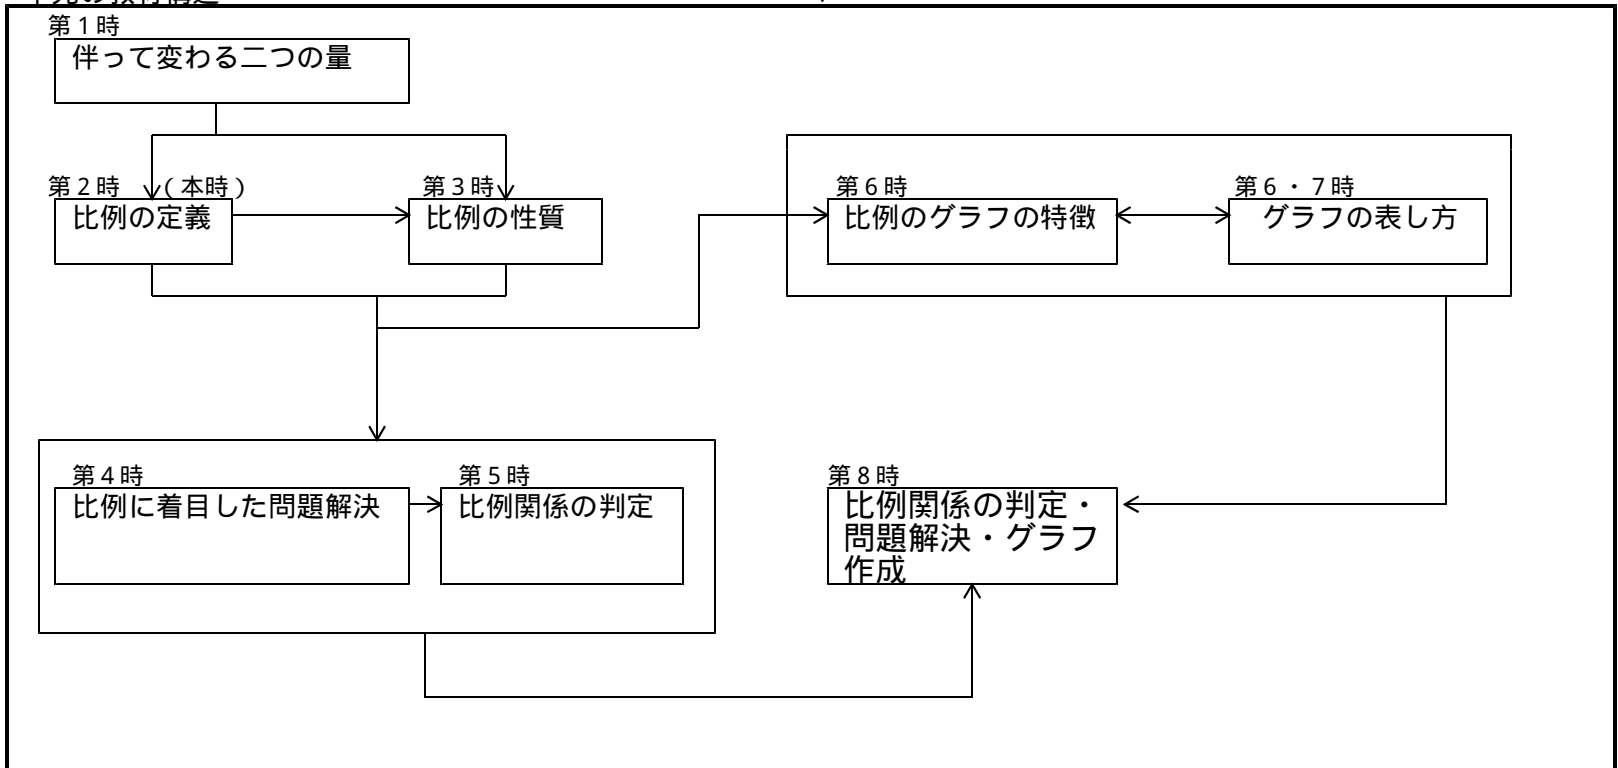 第１時
伴って変わる二つの量
第２時 （本時）
比例の定義
第３時
比例の性質
第６時
比例のグラフの特徴
第６・７時
グラフの表し方
第４時
比例に着目した問題解決
第５時
比例関係の判定
第８時
比例関係の判定・
問題解決・グラフ
作成